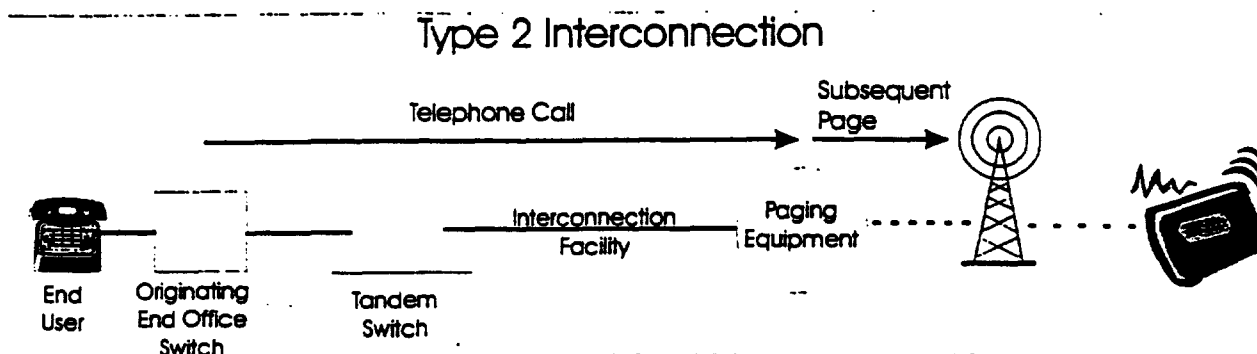 Type 2 Interconnection
Telephone Call
Subsequent
Page
Interconnection
Facility
Paging
Equipment
End
User
Originating
End Office
Switch
Tandem
Switch